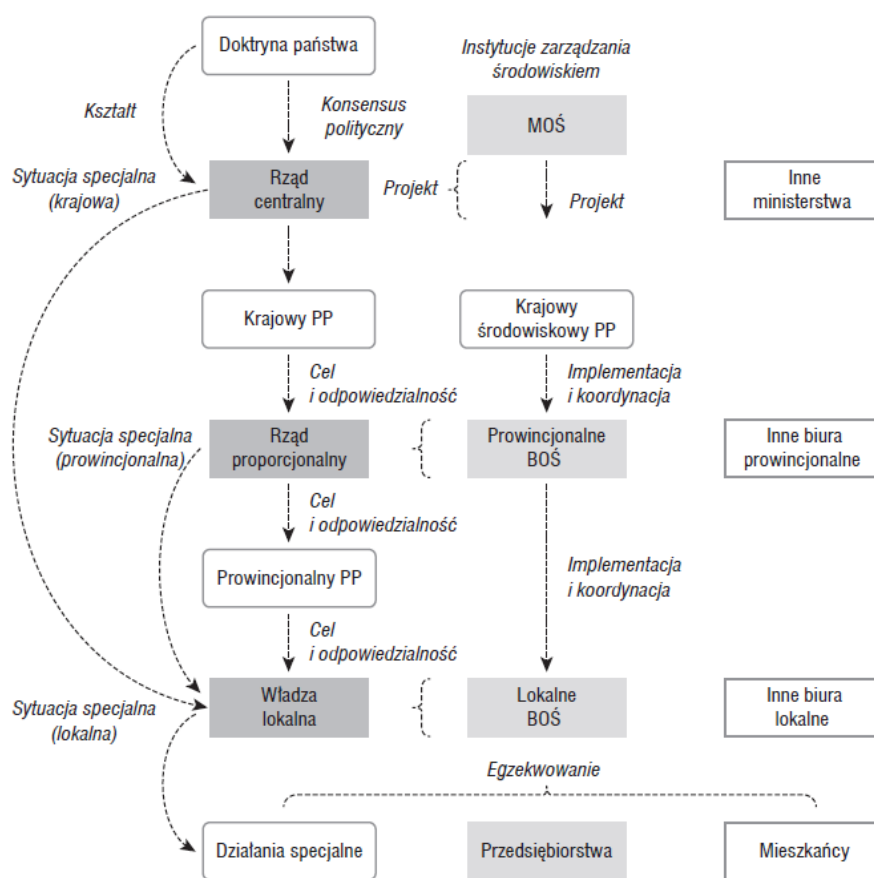 Doktryna państwa
Instytucje zarządzania
środowiskiem
Kształt
Konsensus
polityczny
MOŚ
Sytuacja specjalna
(krajowa)
Rząd
centralny
Projekt
Projekt
Inne
ministerstwa
Krajowy PP
Krajowy
środowiskowy PP
Cel
i odpowiedzialność
Implementacja
i koordynacja
Sytuacja specjalna
(prowincjonalna)
Rząd
proporcjonalny
Prowincjonalne
BOŚ
Inne biura
prowincjonalne
Cel
i odpowiedzialność
Prowincjonalny PP
Implementacja
i koordynacja
Cel
i odpowiedzialność
Sytuacja specjalna
(lokalna)
Władza
lokalna
Lokalne
BOŚ
Inne biura
lokalne
Egzekwowanie
Działania specjalne
Przedsiębiorstwa
Mieszkańcy